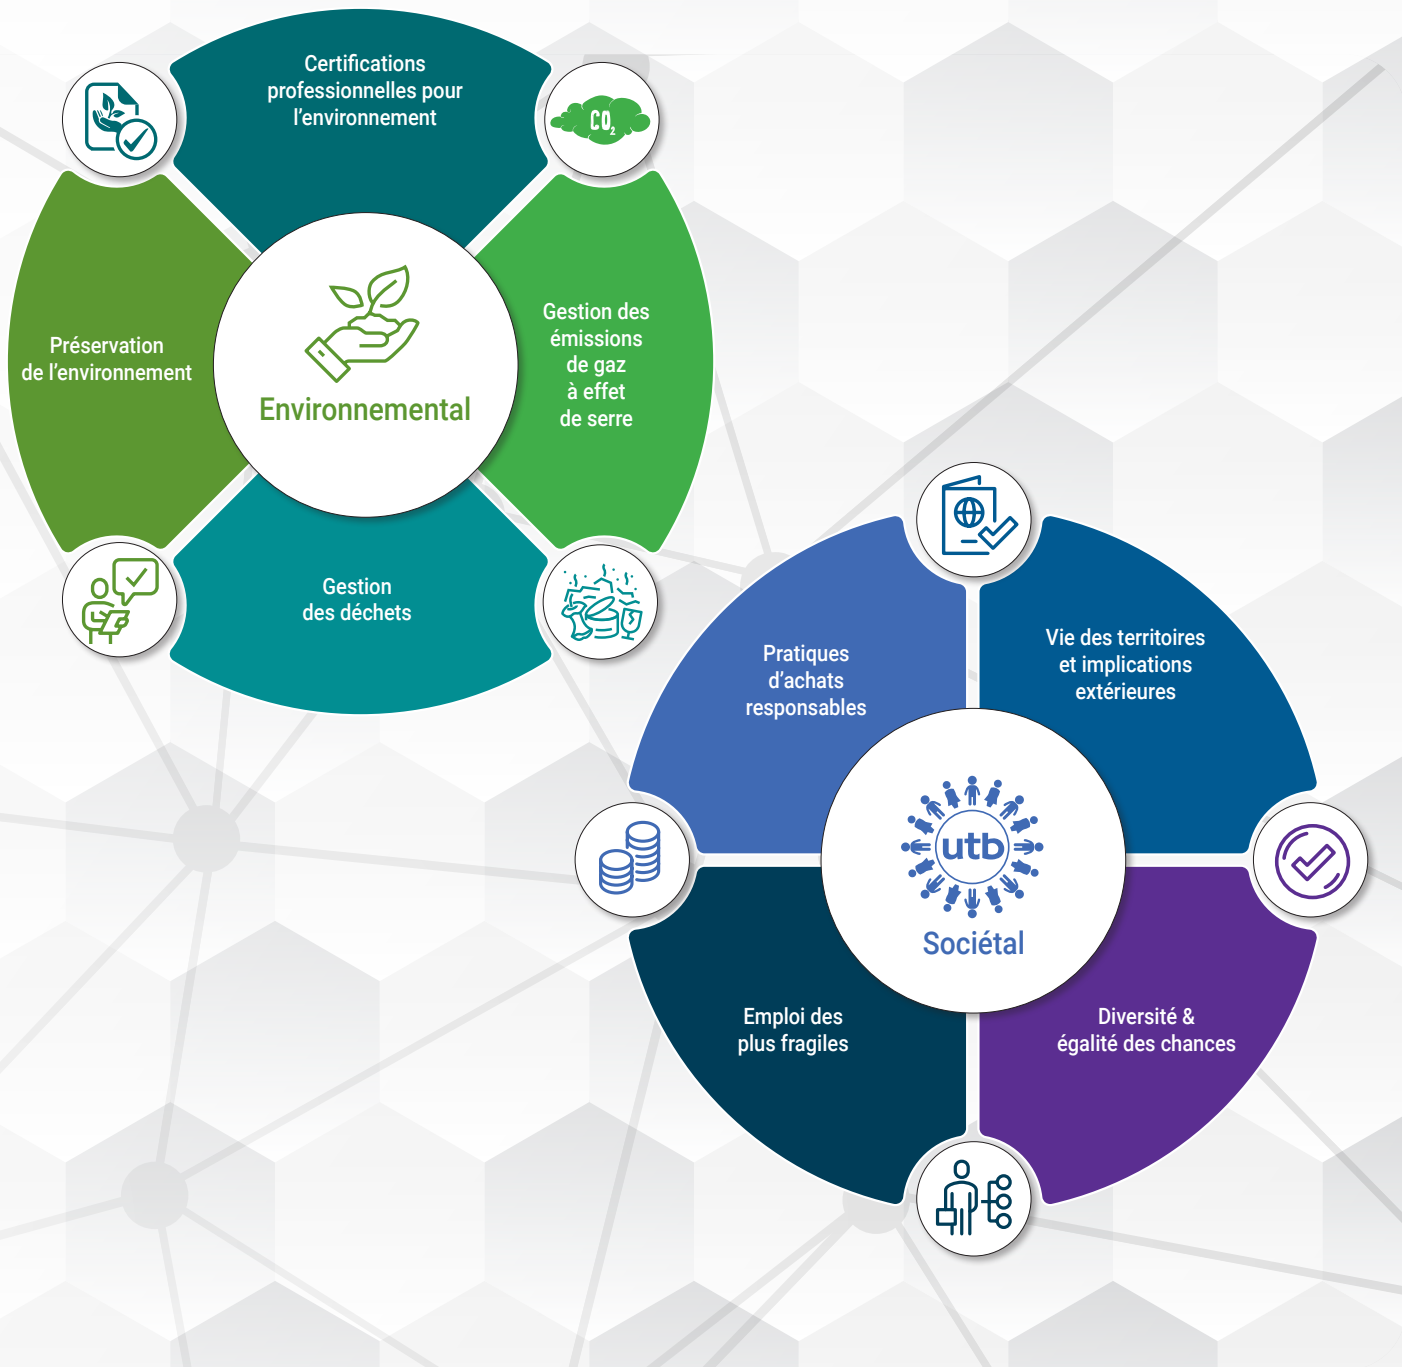 Certifications
professionnelles pour
l’environnement
CO₂
Préservation
de l’environnement
Gestion des
émissions
de gaz
à effet
de serre
Environnemental
Gestion
des déchets
Pratiques
d’achats
responsables
Vie des territoires
et implications
extérieures
utb
Sociétal
Emploi des
plus fragiles
Diversité &
égalité des chances